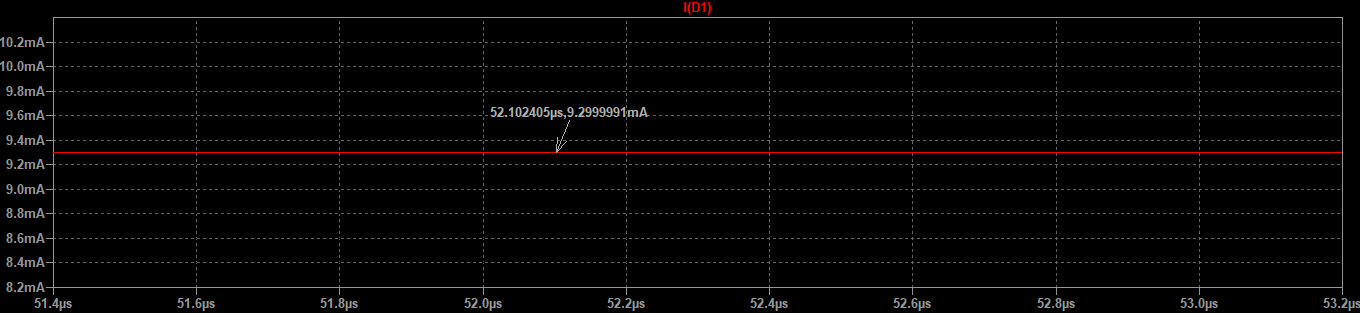 I(D1)
10.2mA
10.0mA
9.8mA
9.6mA
9.4mA
9.2mA
9.0mA
8.8mA
8.6mA
8.4mA
8.2mA
52.102405µs,9.2999991mA
51.4µs 51.6µs 51.8µs 52.0µs 52.2µs 52.4µs 52.6µs 52.8µs 53.0µs 53.2µs